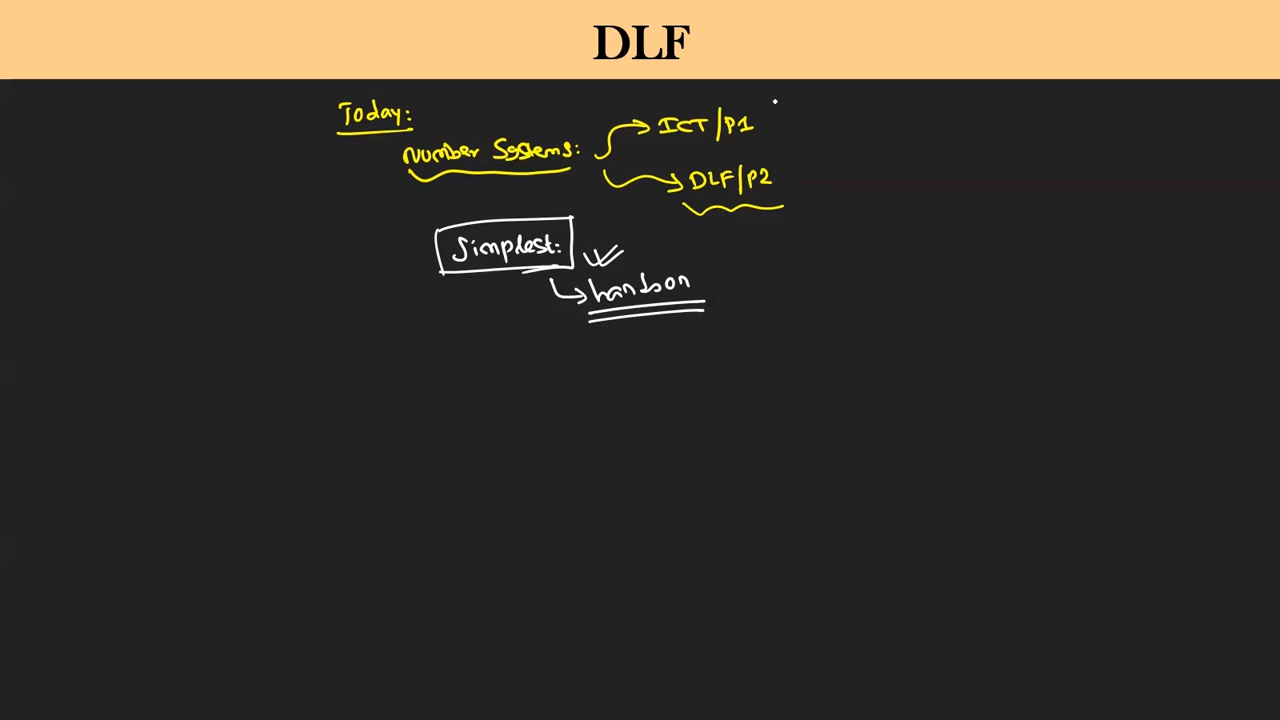 DLF
Today:
Number Systems:
ICT/P1
DLF/P2
Simplest:
handson